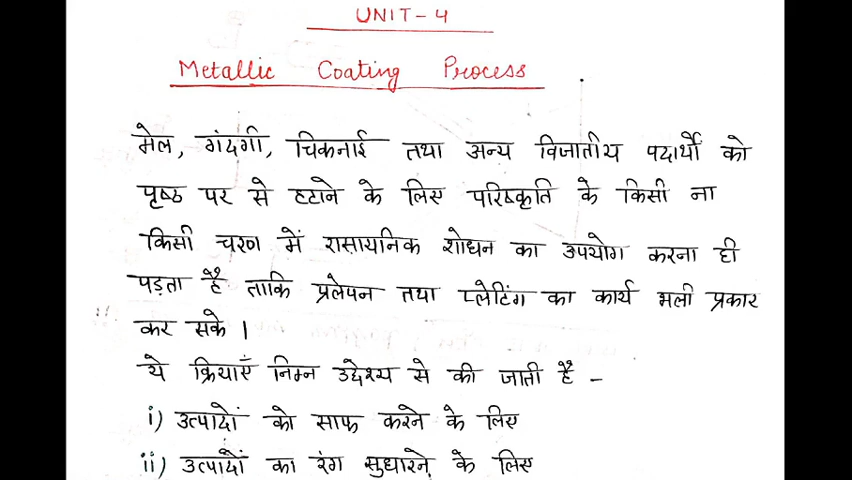 UNIT-4
Metallic Coating Process
मेल, गंदगी, चिकनाई तथा अन्य विजातीय पदार्थो को
पृष्ठ पर से हटाने के लिए परिष्कृति के किसी ना
किसी चरण में रासायनिक शोधन का उपयोग करना ही
पड़ता है ताकि प्रलेपन तथा प्लेटिंग का कार्य भली प्रकार
कर सके।
ये क्रियाएँ निम्न उद्देश्य से की जाती है -
i) उत्पादों को साफ करने के लिए
ii) उत्पादों का रंग सुधारने के लिए